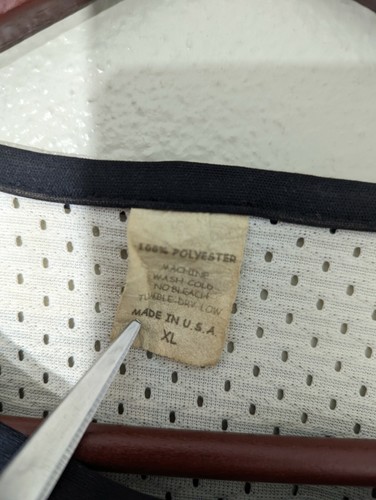 100% POLYESTER
MACHINE
WASH COLD
NO BLEACH
TUMBLE DRY LOW
MADE IN U.S.A
XL